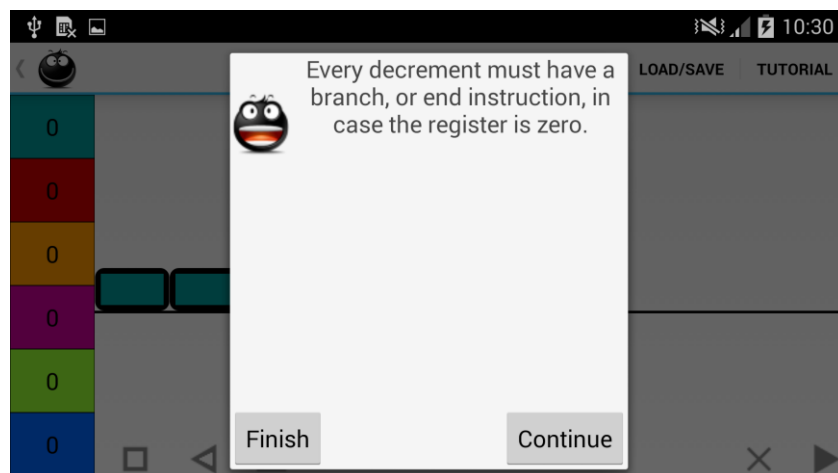 10:30
Every decrement must have a
branch, or end instruction, in
case the register is zero.
LOAD/SAVE
TUTORIAL
0
0
0
0
0
0
Finish
Continue